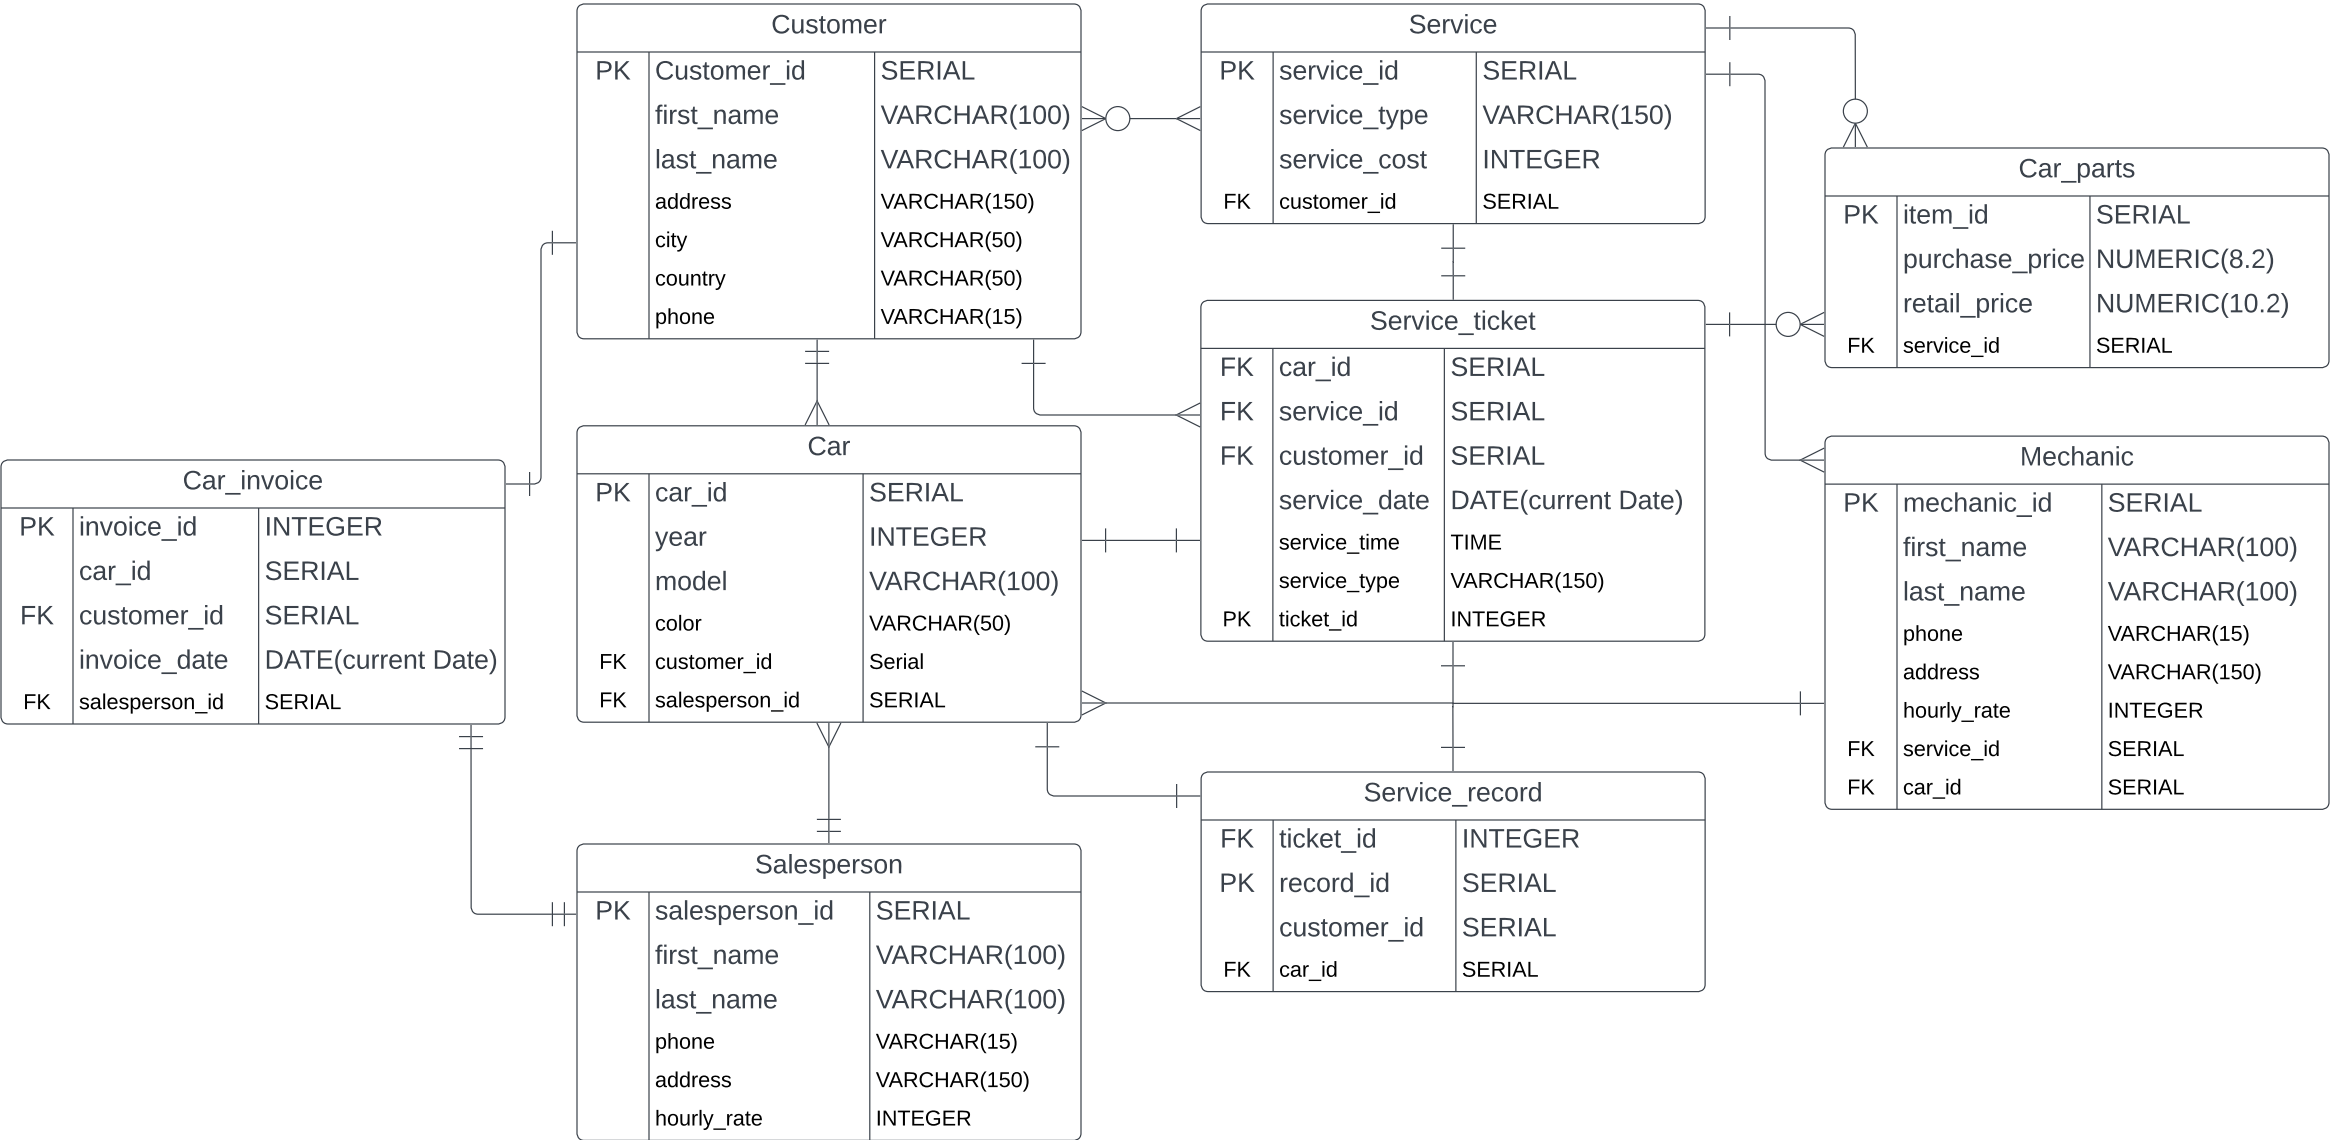 Customer
PK Customer_id SERIAL
first_name VARCHAR(100)
last_name VARCHAR(100)
address VARCHAR(150)
city VARCHAR(50)
country VARCHAR(50)
phone VARCHAR(15)
Service
PK service_id SERIAL
service_type VARCHAR(150)
service_cost INTEGER
FK customer_id SERIAL
Car_parts
PK item_id SERIAL
purchase_price NUMERIC(8.2)
retail_price NUMERIC(10.2)
FK service_id SERIAL
Service_ticket
FK car_id SERIAL
FK service_id SERIAL
FK customer_id SERIAL
service_date DATE(current Date)
service_time TIME
service_type VARCHAR(150)
PK ticket_id INTEGER
Car_invoice
PK invoice_id INTEGER
car_id SERIAL
FK customer_id SERIAL
invoice_date DATE(current Date)
FK salesperson_id SERIAL
Car
PK car_id SERIAL
year INTEGER
model VARCHAR(100)
color VARCHAR(50)
FK customer_id Serial
FK salesperson_id SERIAL
Mechanic
PK mechanic_id SERIAL
first_name VARCHAR(100)
last_name VARCHAR(100)
phone VARCHAR(15)
address VARCHAR(150)
hourly_rate INTEGER
FK service_id SERIAL
FK car_id SERIAL
Salesperson
PK salesperson_id SERIAL
first_name VARCHAR(100)
last_name VARCHAR(100)
phone VARCHAR(15)
address VARCHAR(150)
hourly_rate INTEGER
Service_record
FK ticket_id INTEGER
PK record_id SERIAL
customer_id SERIAL
FK car_id SERIAL